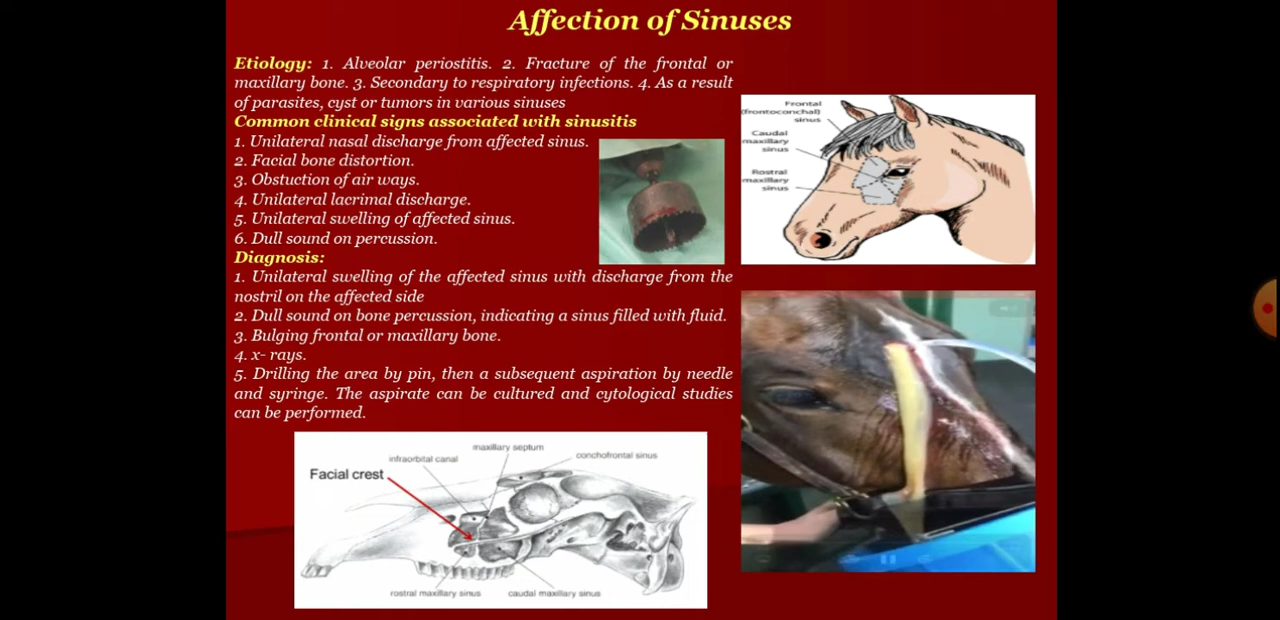 Affection of Sinuses
Etiology: 1. Alveolar periostitis. 2. Fracture of the frontal or
maxillary bone. 3. Secondary to respiratory infections. 4. As a result
of parasites, cyst or tumors in various sinuses
Common clinical signs associated with sinusitis
1. Unilateral nasal discharge from affected sinus.
2. Facial bone distortion.
3. Obstuction of air ways.
4. Unilateral lacrimal discharge.
5. Unilateral swelling of affected sinus.
6. Dull sound on percussion.
Diagnosis:
1. Unilateral swelling of the affected sinus with discharge from the
nostril on the affected side
2. Dull sound on bone percussion, indicating a sinus filled with fluid.
3. Bulging frontal or maxillary bone.
4. x- rays.
5. Drilling the area by pin, then a subsequent aspiration by needle
and syringe. The aspirate can be cultured and cytological studies
can be performed.
Frontal
(frontoconchal)
sinus
Caudal
maxillary
sinus
Rostral
maxillary
sinus
maxillary septum
infraorbital canal
conchofrontal sinus
Facial crest
rostral maxillary sinus
caudal maxillary sinus